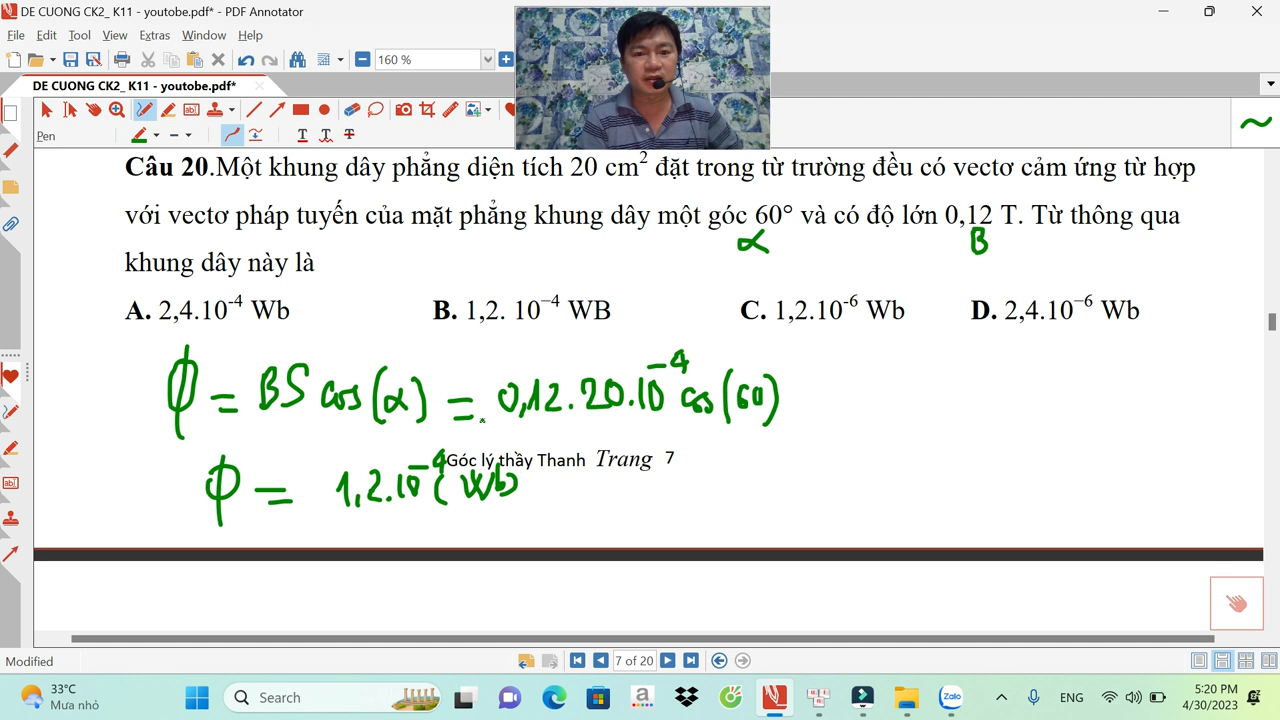 DE CUONG CK2_ K11 - youtobe.pdf* - PDF Annotator
File Edit Tool View Extras Window Help
160 %
DE CUONG CK2_ K11 - youtobe.pdf*
Pen
Câu 20.Một khung dây phẳng diện tích 20 cm² đặt trong từ trường đều có vectơ cảm ứng từ hợp
với vectơ pháp tuyến của mặt phẳng khung dây một góc 60° và có độ lớn 0,12 T. Từ thông qua
α B
khung dây này là
A. 2,4.10⁻⁴ Wb B. 1,2. 10⁻⁴ WB C. 1,2.10⁻⁶ Wb D. 2,4.10⁻⁶ Wb
ϕ = BS cos(α) = 0,12.20.10⁻⁴ cos(60)
Góc lý thầy Thanh Trang 7
ϕ = 1,2.10⁻⁴ ( Wb)
7 of 20
Modified
33°C
Mưa nhỏ
Search
Zalo
ENG
5:20 PM
4/30/2023